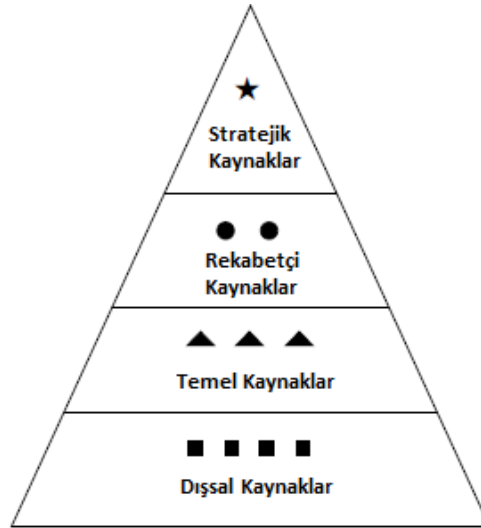 Stratejik
Kaynaklar
Rekabetçi
Kaynaklar
Temel Kaynaklar
Dışsal Kaynaklar